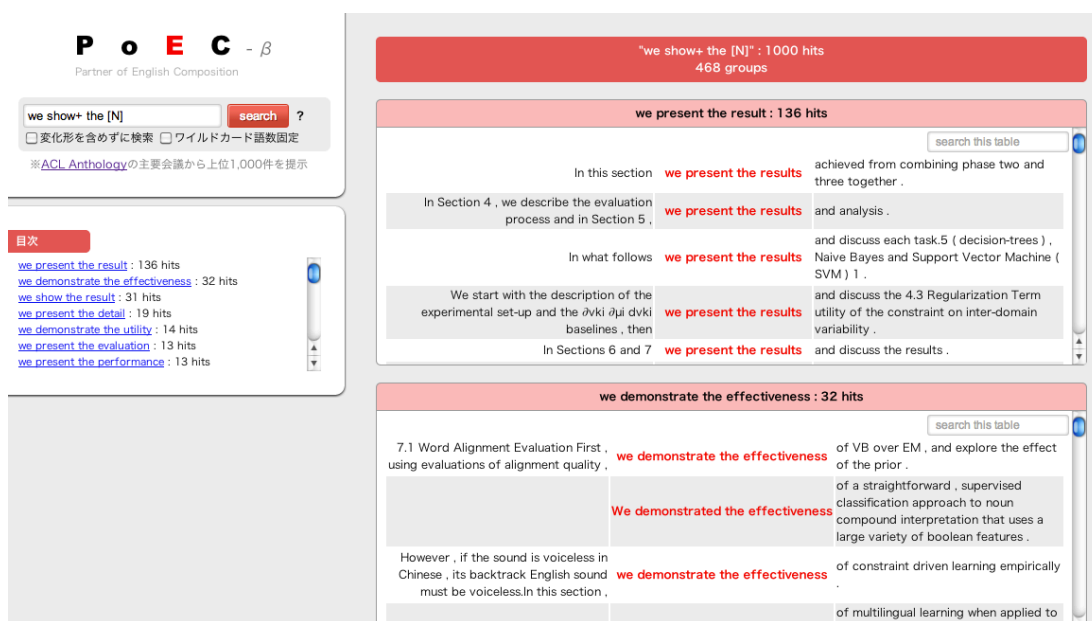 P o E C - β
Partner of English Composition
we show+ the [N]
search
?
変化形を含めずに検索
ワイルドカード語数固定
※ACL Anthologyの主要会議から上位1,000件を提示
目次
we present the result : 136 hits
we demonstrate the effectiveness : 32 hits
we show the result : 31 hits
we present the detail : 19 hits
we demonstrate the utility : 14 hits
we present the evaluation : 13 hits
we present the performance : 13 hits
"we show+ the [N]" : 1000 hits
468 groups
we present the result : 136 hits
search this table
In this section we present the results achieved from combining phase two and
three together .
In Section 4 , we describe the evaluation
process and in Section 5 , we present the results and analysis .
In what follows we present the results and discuss each task.5 ( decision-trees ) ,
Naive Bayes and Support Vector Machine (
SVM ) 1 .
We start with the description of the
experimental set-up and the ∂vki ∂μi dvki
baselines , then we present the results and discuss the 4.3 Regularization Term
utility of the constraint on inter-domain
variability .
In Sections 6 and 7 we present the results and discuss the results .
we demonstrate the effectiveness : 32 hits
search this table
7.1 Word Alignment Evaluation First ,
using evaluations of alignment quality , we demonstrate the effectiveness of VB over EM , and explore the effect
of the prior .
We demonstrated the effectiveness of a straightforward , supervised
classification approach to noun
compound interpretation that uses a
large variety of boolean features .
However , if the sound is voiceless in
Chinese , its backtrack English sound
must be voiceless.In this section , we demonstrate the effectiveness of constraint driven learning empirically
.
of multilingual learning when applied to